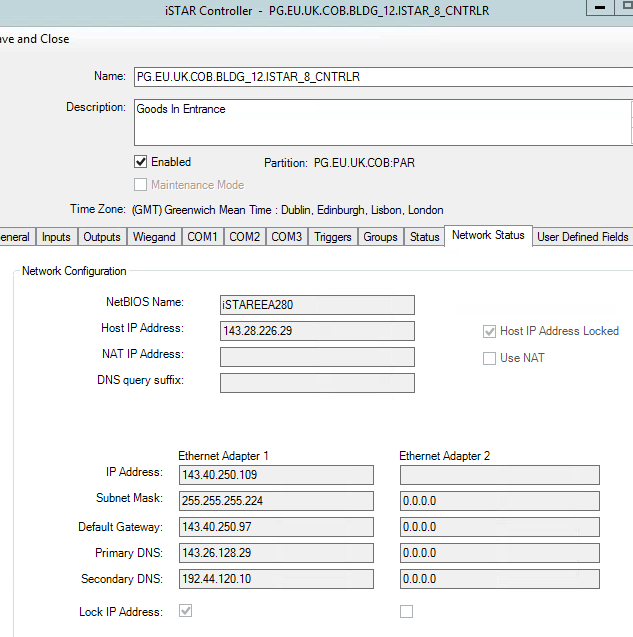 iSTAR Controller - PG.EU.UK.COB.BLDG_12.ISTAR_8_CNTRLR
ve and Close
Name: PG.EU.UK.COB.BLDG_12.ISTAR_8_CNTRLR
Description: Goods In Entrance
Enabled Partition: PG.EU.UK.COB:PAR
Maintenance Mode
Time Zone: (GMT) Greenwich Mean Time : Dublin, Edinburgh, Lisbon, London
eneral Inputs Outputs Wiegand COM1 COM2 COM3 Triggers Groups Status Network Status User Defined Fields
Network Configuration
NetBIOS Name: iSTAREEA280
Host IP Address: 143.28.226.29 Host IP Address Locked
NAT IP Address: Use NAT
DNS query suffix:
Ethernet Adapter 1 Ethernet Adapter 2
IP Address: 143.40.250.109
Subnet Mask: 255.255.255.224 0.0.0.0
Default Gateway: 143.40.250.97 0.0.0.0
Primary DNS: 143.26.128.29 0.0.0.0
Secondary DNS: 192.44.120.10 0.0.0.0
Lock IP Address: